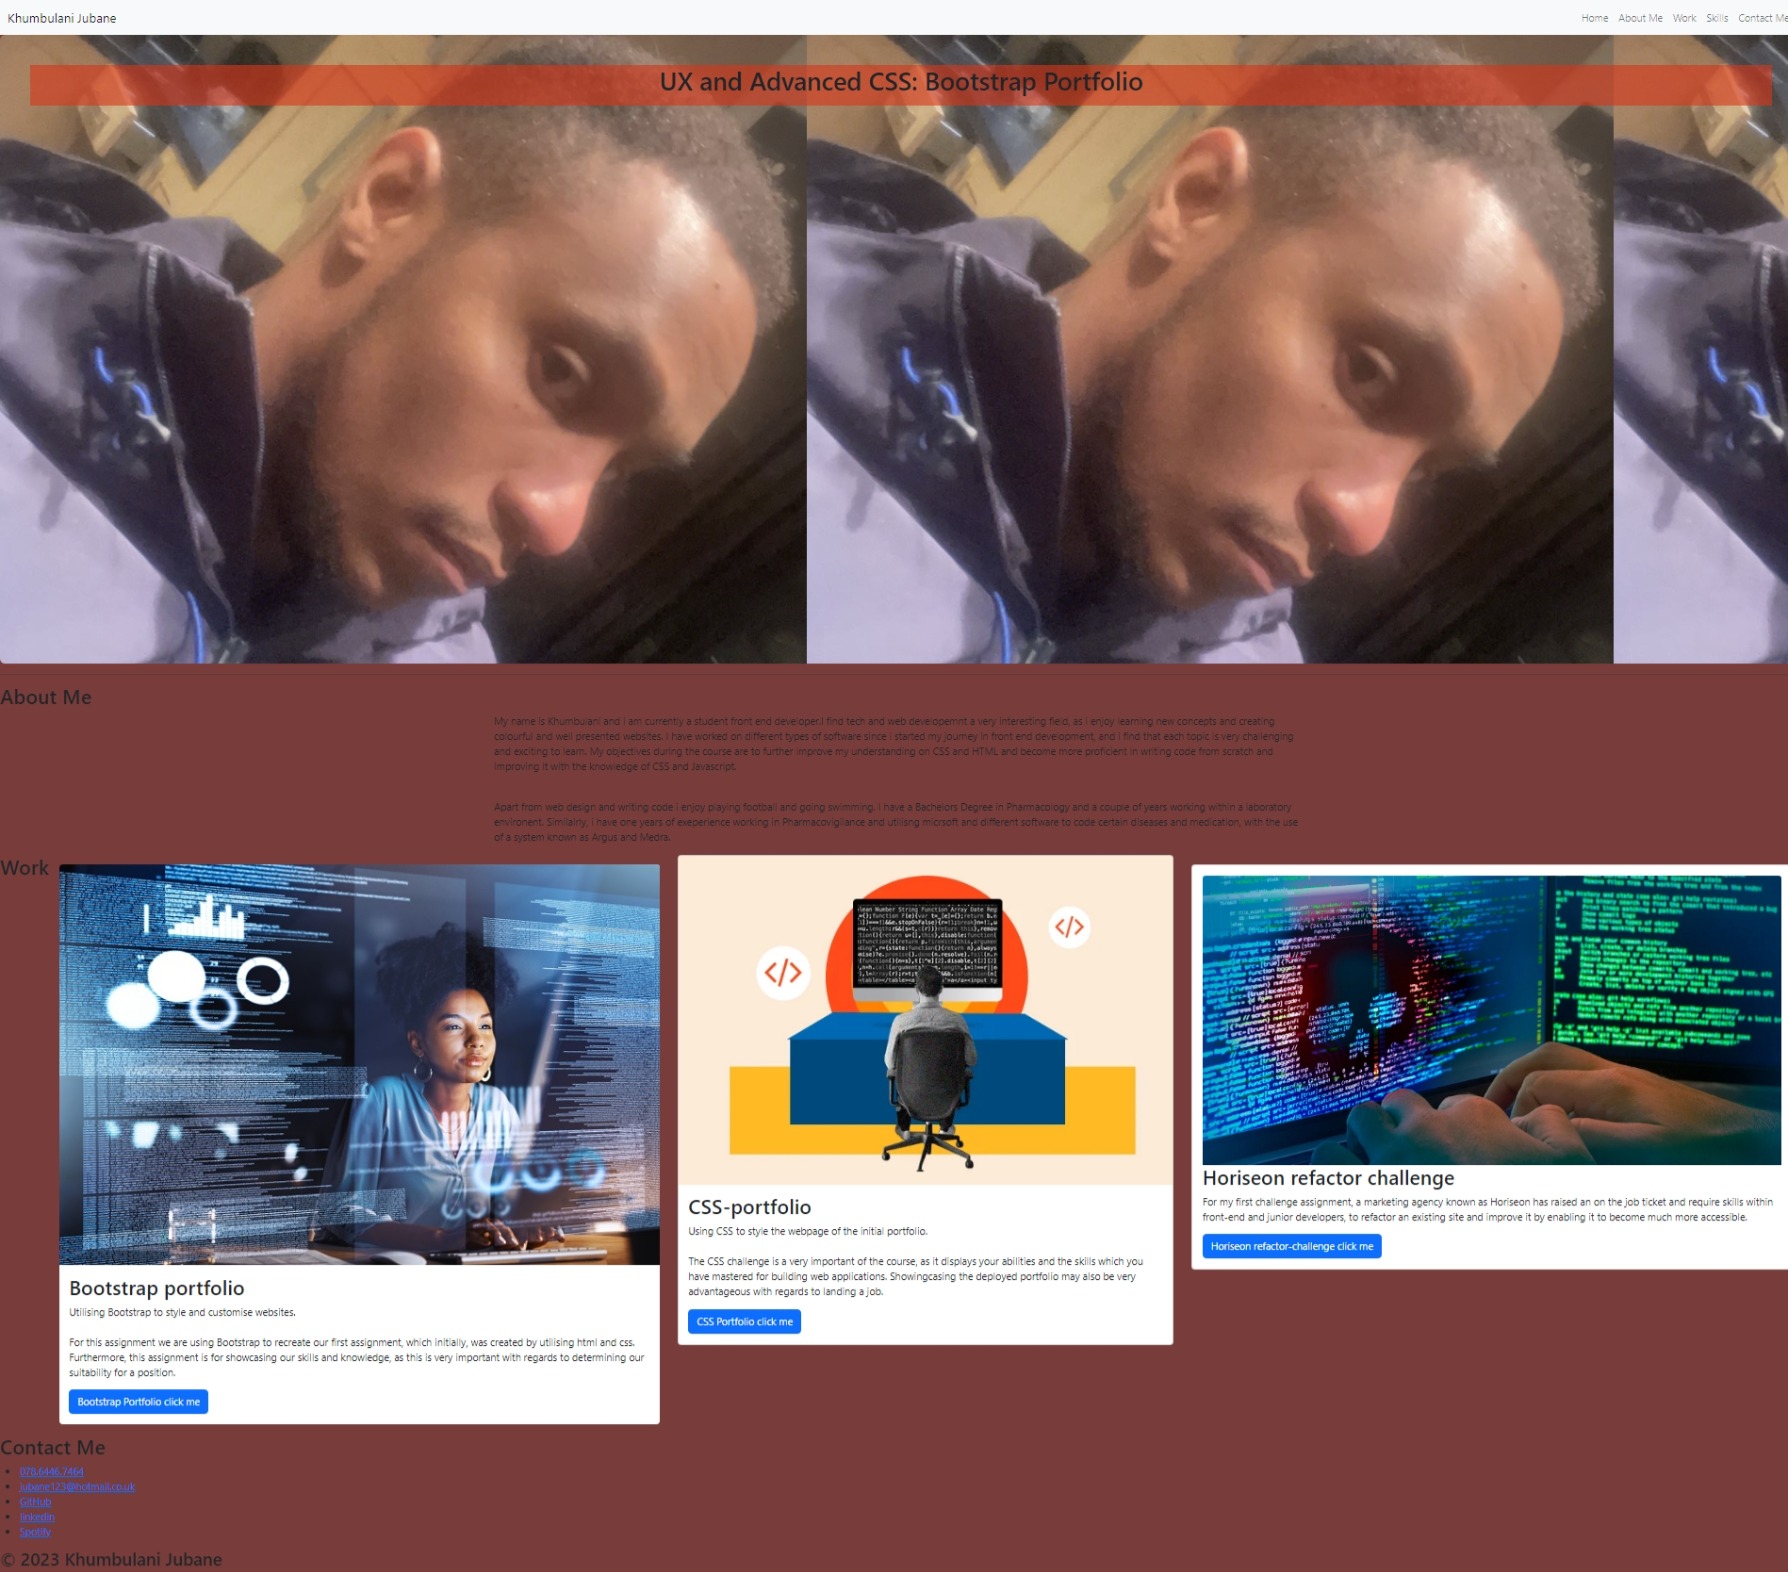 Khumbulani Jubane
Home About Me Work Skills Contact Me
UX and Advanced CSS: Bootstrap Portfolio
About Me
My name is Khumbulani and i am currently a student front end developer.I find tech and web developemnt a very interesting field, as i enjoy learning new concepts and creating
colourful and well presented websites. I have worked on different types of software since i started my journey in front end development, and i find that each topic is very challenging
and exciting to learn. My objectives during the course are to further improve my understanding on CSS and HTML and become more proficient in writing code from scratch and
improving it with the knowledge of CSS and Javascript.
Apart from web design and writing code i enjoy playing football and going swimming. I have a Bachelors Degree in Pharmacology and a couple of years working within a laboratory
environent. Similairly, i have one years of exeperience working in Pharmacovigilance and utilisng micrsoft and different software to code certain diseases and medication, with the use
of a system known as Argus and Medra.
Work
Bootstrap portfolio
Utilising Bootstrap to style and customise websites.
For this assignment we are using Bootstrap to recreate our first assignment, which initially, was created by utilising html and css.
Furthermore, this assignment is for showcasing our skills and knowledge, as this is very important with regards to determining our
suitability for a position.
Bootstrap Portfolio click me
</> </>
CSS-portfolio
Using CSS to style the webpage of the initial portfolio.
The CSS challenge is a very important of the course, as it displays your abilities and the skills which you
have mastered for building web applications. Showingcasing the deployed portfolio may also be very
advantageous with regards to landing a job.
CSS Portfolio click me
Horiseon refactor challenge
For my first challenge assignment, a marketing agency known as Horiseon has raised an on the job ticket and require skills within
front-end and junior developers, to refactor an existing site and improve it by enabling it to become much more accessible.
Horiseon refactor-challenge click me
Contact Me
078.6446.7464
jubane123@hotmail.co.uk
GitHub
linkedin
Spotify
© 2023 Khumbulani Jubane